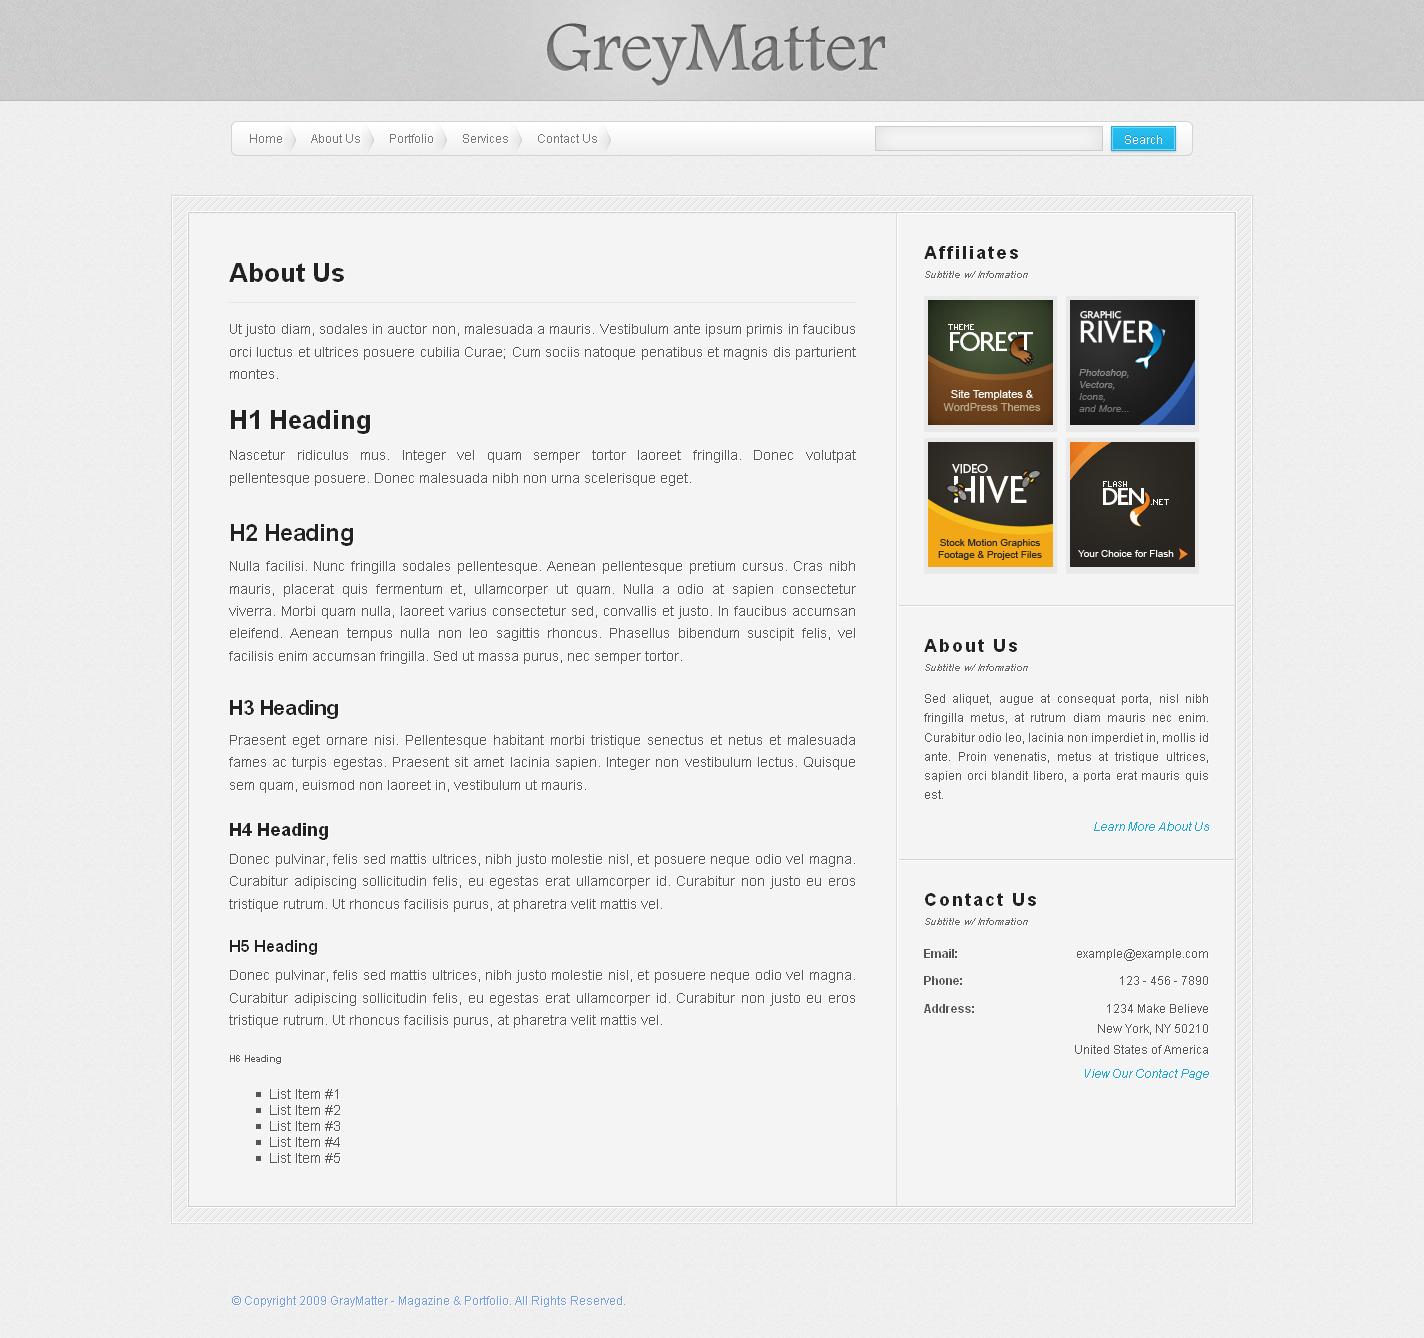 GreyMatter
Home
About Us
Portfolio
Services
Contact Us
Search
About Us
Ut justo diam, sodales in auctor non, malesuada a mauris. Vestibulum ante ipsum primis in faucibus
orci luctus et ultrices posuere cubilia Curae; Cum sociis natoque penatibus et magnis dis parturient
montes.
H1 Heading
Nascetur ridiculus mus. Integer vel quam semper tortor laoreet fringilla. Donec volutpat
pellentesque posuere. Donec malesuada nibh non urna scelerisque eget.
H2 Heading
Nulla facilisi. Nunc fringilla sodales pellentesque. Aenean pellentesque pretium cursus. Cras nibh
mauris, placerat quis fermentum et, ullamcorper ut quam. Nulla a odio at sapien consectetur
viverra. Morbi quam nulla, laoreet varius consectetur sed, convallis et justo. In faucibus accumsan
eleifend. Aenean tempus nulla non leo sagittis rhoncus. Phasellus bibendum suscipit felis, vel
facilisis enim accumsan fringilla. Sed ut massa purus, nec semper tortor.
H3 Heading
Praesent eget ornare nisi. Pellentesque habitant morbi tristique senectus et netus et malesuada
fames ac turpis egestas. Praesent sit amet lacinia sapien. Integer non vestibulum lectus. Quisque
sem quam, euismod non laoreet in, vestibulum ut mauris.
H4 Heading
Donec pulvinar, felis sed mattis ultrices, nibh justo molestie nisl, et posuere neque odio vel magna.
Curabitur adipiscing sollicitudin felis, eu egestas erat ullamcorper id. Curabitur non justo eu eros
tristique rutrum. Ut rhoncus facilisis purus, at pharetra velit mattis vel.
H5 Heading
Donec pulvinar, felis sed mattis ultrices, nibh justo molestie nisl, et posuere neque odio vel magna.
Curabitur adipiscing sollicitudin felis, eu egestas erat ullamcorper id. Curabitur non justo eu eros
tristique rutrum. Ut rhoncus facilisis purus, at pharetra velit mattis vel.
H6 Heading
List Item #1
List Item #2
List Item #3
List Item #4
List Item #5
Affiliates
Subtitle w/ Information
THEME
FOREST
Site Templates &
WordPress Themes
GRAPHIC
RIVER
Photoshop,
Vectors,
Icons,
and More...
VIDEO
HIVE
Stock Motion Graphics
Footage & Project Files
FLASH
DEN.NET
Your Choice for Flash
About Us
Subtitle w/ Information
Sed aliquet, augue at consequat porta, nisl nibh
fringilla metus, at rutrum diam mauris nec enim.
Curabitur odio leo, lacinia non imperdiet in, mollis id
ante. Proin venenatis, metus at tristique ultrices,
sapien orci blandit libero, a porta erat mauris quis
est.
Learn More About Us
Contact Us
Subtitle w/ Information
Email: example@example.com
Phone: 123 - 456 - 7890
Address: 1234 Make Believe
New York, NY 50210
United States of America
View Our Contact Page
© Copyright 2009 GrayMatter - Magazine & Portfolio. All Rights Reserved.